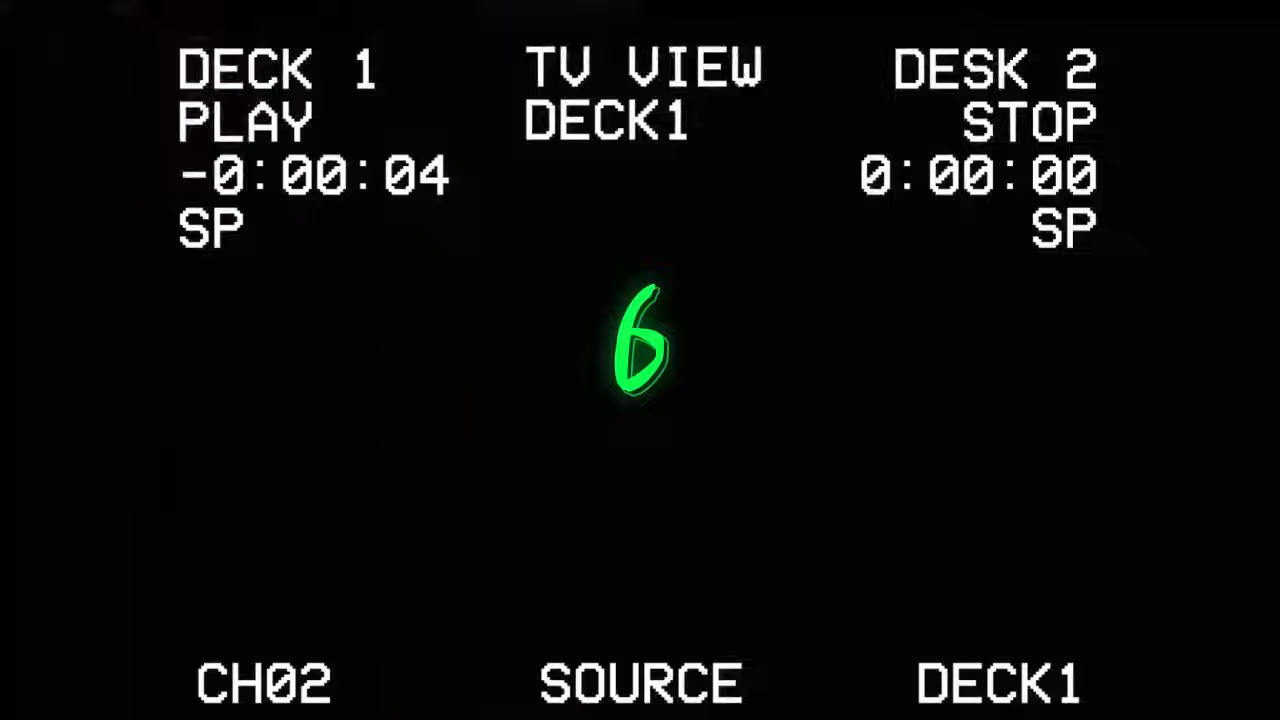 DECK 1 TV VIEW DESK 2
PLAY DECK1 STOP
-0:00:04 0:00:00
SP SP
6
CH02 SOURCE DECK1